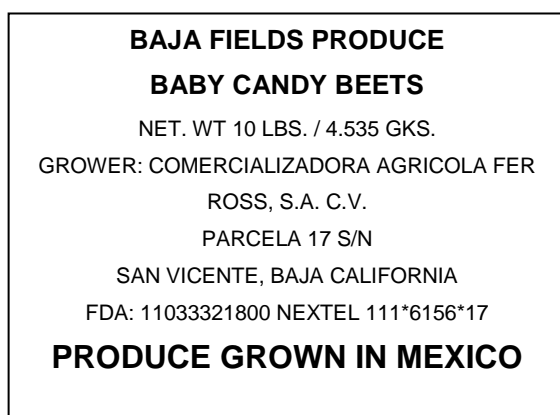 BAJA FIELDS PRODUCE
BABY CANDY BEETS
NET. WT 10 LBS. / 4.535 GKS.
GROWER: COMERCIALIZADORA AGRICOLA FER
ROSS, S.A. C.V.
PARCELA 17 S/N
SAN VICENTE, BAJA CALIFORNIA
FDA: 11033321800 NEXTEL 111*6156*17
PRODUCE GROWN IN MEXICO